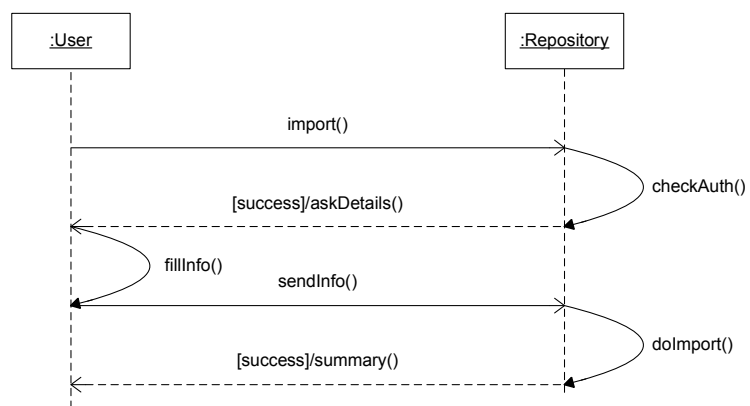 :User
:Repository
import()
checkAuth()
[success]/askDetails()
fillInfo()
sendInfo()
doImport()
[success]/summary()